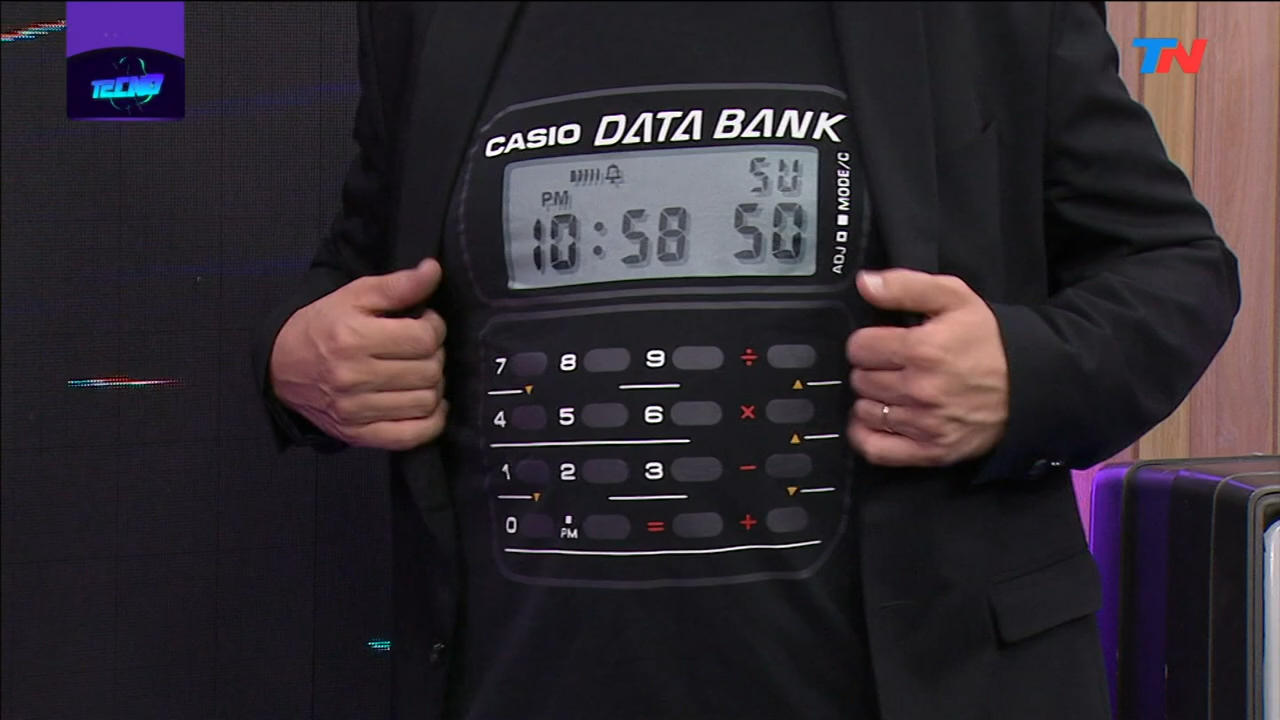 TECNO
TN
CASIO DATA BANK
SU
PM
10:58 50
ADJ MODE/C
7 8 9 ÷
4 5 6 ×
1 2 3 −
0 . = +
PM